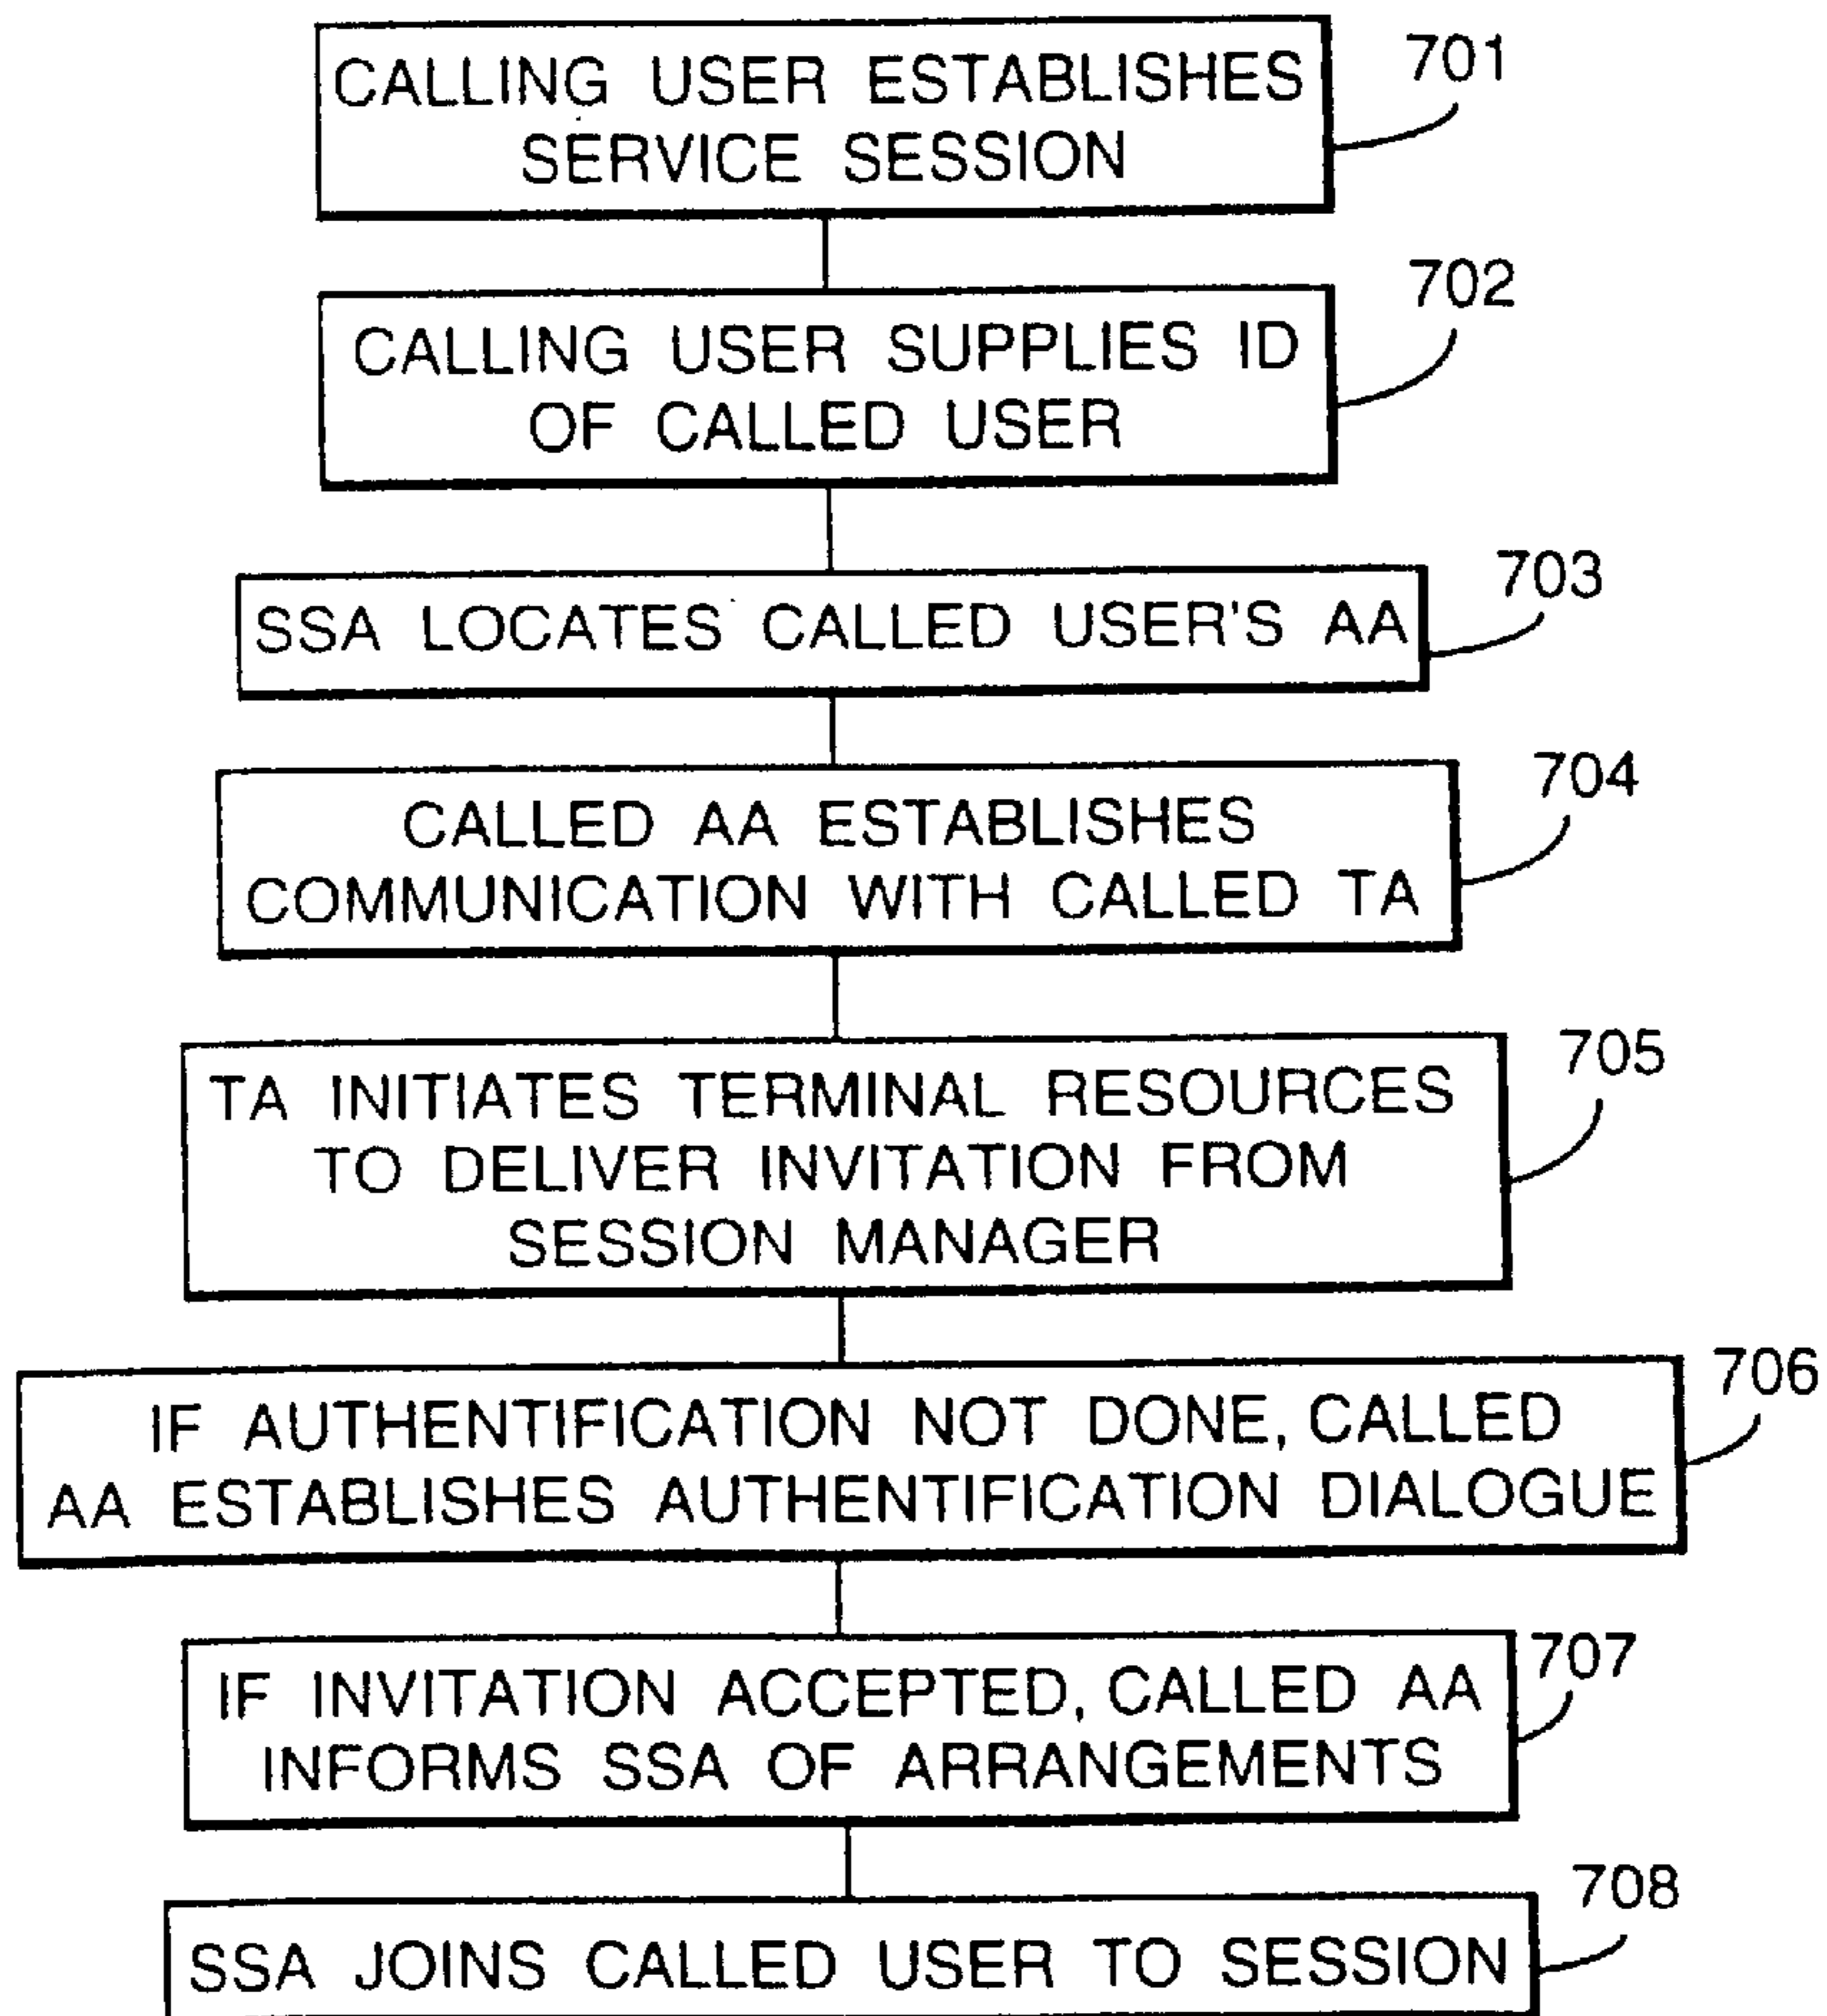 CALLING USER ESTABLISHES
SERVICE SESSION
701
CALLING USER SUPPLIES ID
OF CALLED USER
702
SSA LOCATES CALLED USER'S AA
703
CALLED AA ESTABLISHES
COMMUNICATION WITH CALLED TA
704
TA INITIATES TERMINAL RESOURCES
TO DELIVER INVITATION FROM
SESSION MANAGER
705
IF AUTHENTIFICATION NOT DONE, CALLED
AA ESTABLISHES AUTHENTIFICATION DIALOGUE
706
IF INVITATION ACCEPTED, CALLED AA
INFORMS SSA OF ARRANGEMENTS
707
SSA JOINS CALLED USER TO SESSION
708